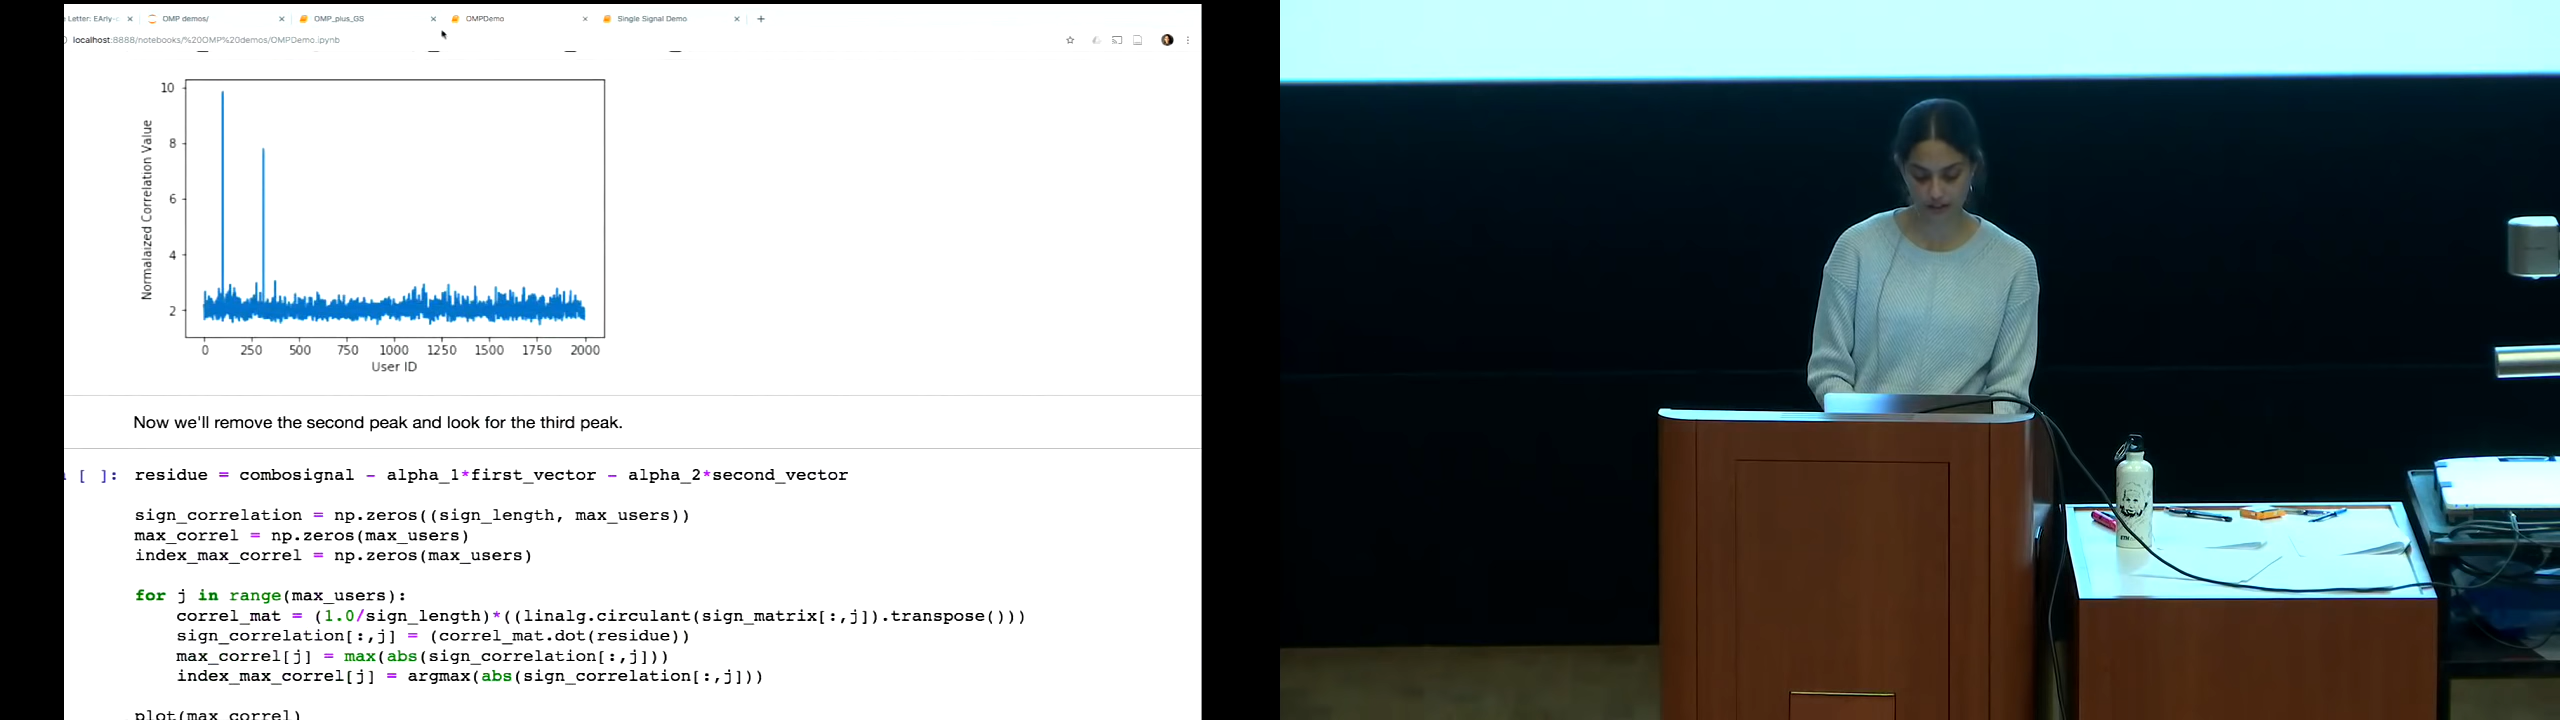 e Letter: EArly-
OMP demos/
OMP_plus_GS
OMPDemo
Single Signal Demo
localhost:8888/notebooks/%20OMP%20demos/OMPDemo.ipynb
10
8
6
4
2
Normalaized Correlation Value
0 250 500 750 1000 1250 1500 1750 2000
User ID
Now we'll remove the second peak and look for the third peak.
[ ]: residue = combosignal - alpha_1*first_vector - alpha_2*second_vector
sign_correlation = np.zeros((sign_length, max_users))
max_correl = np.zeros(max_users)
index_max_correl = np.zeros(max_users)
for j in range(max_users):
correl_mat = (1.0/sign_length)*((linalg.circulant(sign_matrix[:,j]).transpose()))
sign_correlation[:,j] = (correl_mat.dot(residue))
max_correl[j] = max(abs(sign_correlation[:,j]))
index_max_correl[j] = argmax(abs(sign_correlation[:,j]))
plot(max_correl)
ETH